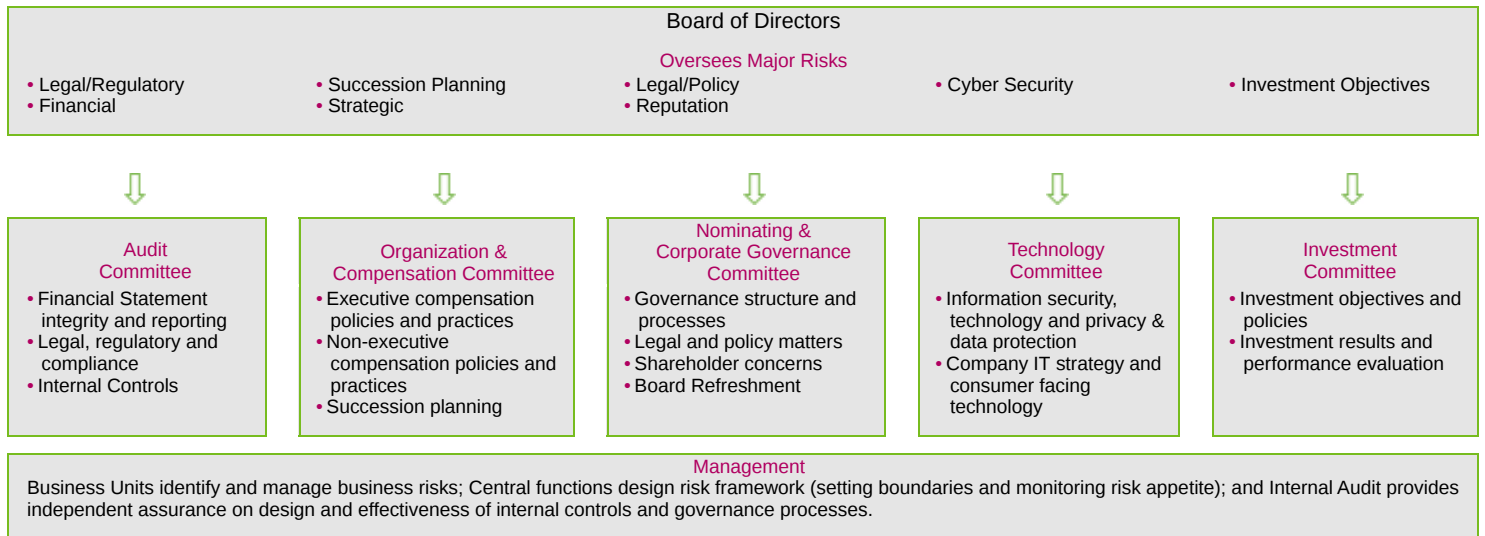 Board of Directors
Oversees Major Risks
• Legal/Regulatory
• Financial
• Succession Planning
• Strategic
• Legal/Policy
• Reputation
• Cyber Security
• Investment Objectives
Audit
Committee
• Financial Statement
integrity and reporting
• Legal, regulatory and
compliance
• Internal Controls
Organization &
Compensation Committee
• Executive compensation
policies and practices
• Non-executive
compensation policies and
practices
• Succession planning
Nominating &
Corporate Governance
Committee
• Governance structure and
processes
• Legal and policy matters
• Shareholder concerns
• Board Refreshment
Technology
Committee
• Information security,
technology and privacy &
data protection
• Company IT strategy and
consumer facing
technology
Investment
Committee
• Investment objectives and
policies
• Investment results and
performance evaluation
Management
Business Units identify and manage business risks; Central functions design risk framework (setting boundaries and monitoring risk appetite); and Internal Audit provides
independent assurance on design and effectiveness of internal controls and governance processes.